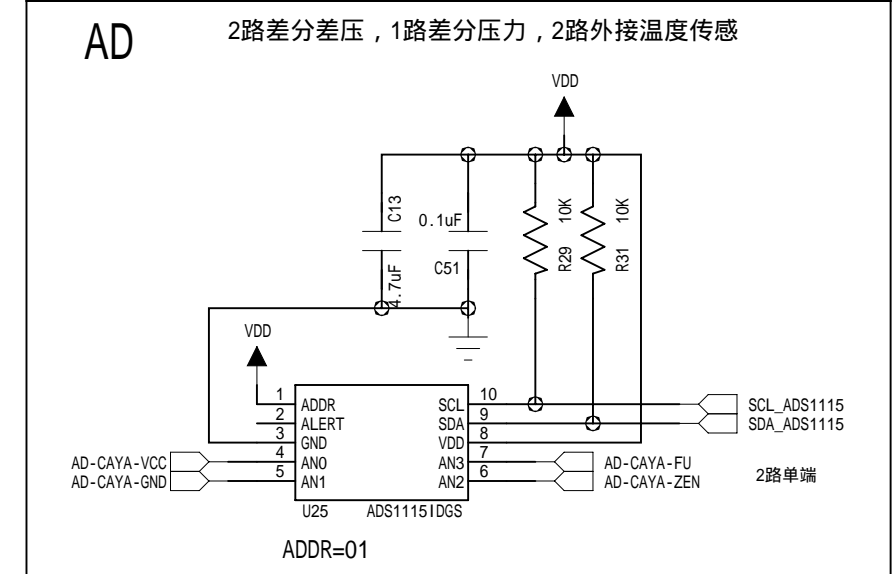 AD
2路差分差压，1路差分压力，2路外接温度传感
VDD
C13
4.7uF
0.1uF
C51
10K
R29
10K
R31
VDD
1 ADDR
2 ALERT
3 GND
4 AN0
5 AN1
SCL 10
SDA 9
VDD 8
AN3 7
AN2 6
SCL_ADS1115
SDA_ADS1115
AD-CAYA-VCC
AD-CAYA-GND
AD-CAYA-FU
AD-CAYA-ZEN
2路单端
U25 ADS1115IDGS
ADDR=01